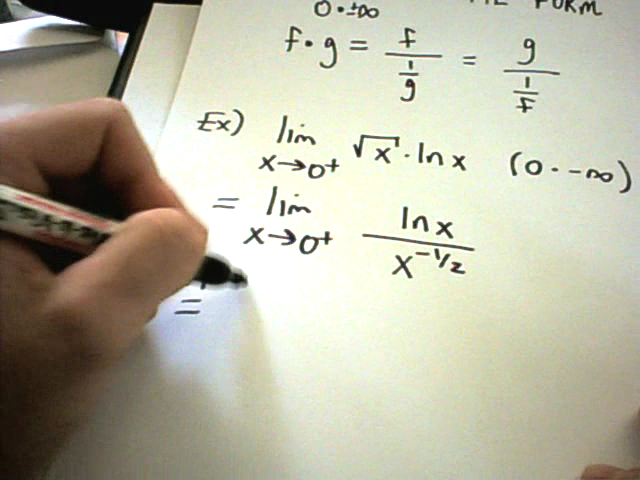 0·±∞ FORM
f·g = f/(1/g) = g/(1/f)
Ex) lim x→0⁺ √x · ln x (0·-∞)
= lim x→0⁺ ln x / x^(-1/2)
=